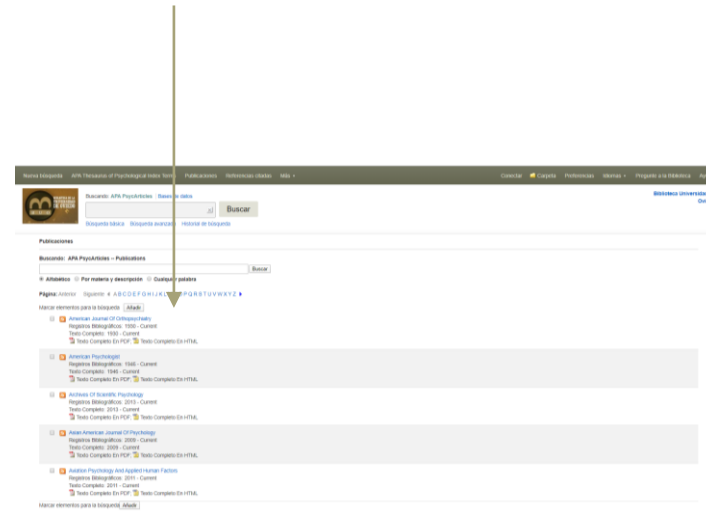 Nueva búsqueda APA Thesaurus of Psychological Index Terms Publicaciones Referencias citadas Más Conectar Carpeta Preferencias Idiomas Pregunte a la Biblioteca
Buscando: APA PsycArticles Bases de datos
Biblioteca
Buscar
Búsqueda básica Búsqueda avanzada Historial de búsqueda
Publicaciones
Buscando: APA PsycArticles -- Publications
Buscar
Alfabético Por materia y descripción Cualquier palabra
Página: Anterior Siguiente A B C D E F G H I J K L P Q R S T U V W X Y Z
Marcar elementos para la búsqueda Añadir
American Journal Of Orthopsychiatry
Registros Bibliográficos: 1930 - Current
Texto Completo: 1930 - Current
Texto Completo En PDF; Texto Completo En HTML
American Psychologist
Registros Bibliográficos: 1946 - Current
Texto Completo: 1946 - Current
Texto Completo En PDF; Texto Completo En HTML
Archives Of Scientific Psychology
Registros Bibliográficos: 2013 - Current
Texto Completo: 2013 - Current
Texto Completo En PDF; Texto Completo En HTML
Asian American Journal Of Psychology
Registros Bibliográficos: 2009 - Current
Texto Completo: 2009 - Current
Texto Completo En PDF; Texto Completo En HTML
Aviation Psychology And Applied Human Factors
Registros Bibliográficos: 2011 - Current
Texto Completo: 2011 - Current
Texto Completo En PDF; Texto Completo En HTML
Marcar elementos para la búsqueda Añadir